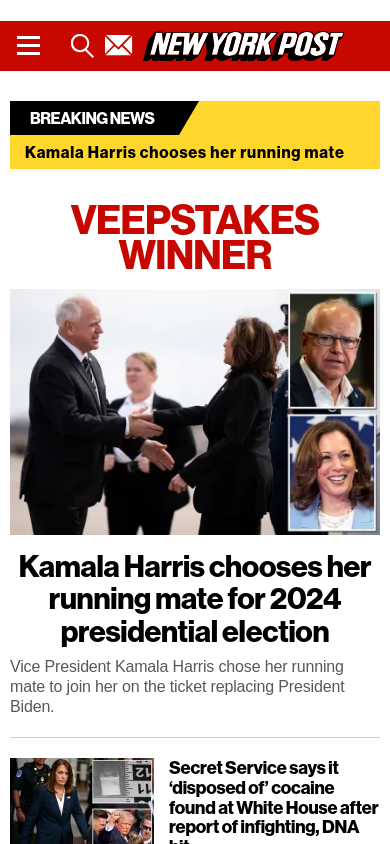 NEW YORK POST
BREAKING NEWS
Kamala Harris chooses her running mate
VEEPSTAKES
WINNER
Kamala Harris chooses her
running mate for 2024
presidential election
Vice President Kamala Harris chose her running
mate to join her on the ticket replacing President
Biden.
12
11
Secret Service says it
‘disposed of’ cocaine
found at White House after
report of infighting, DNA